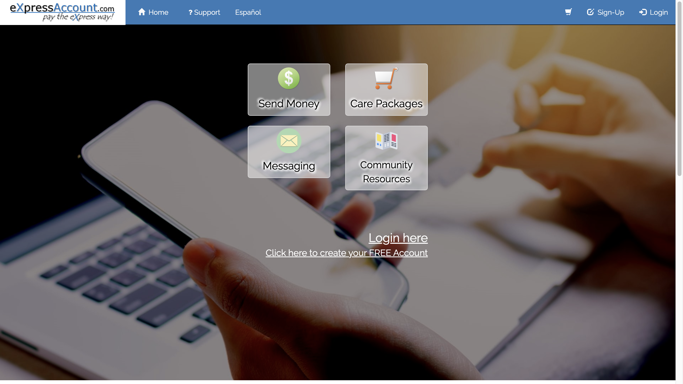 eXpressAccount.com
pay the eXpress way!
Home
? Support
Español
Sign-Up
Login
$
Send Money
Care Packages
Messaging
Community
Resources
Login here
Click here to create your FREE Account